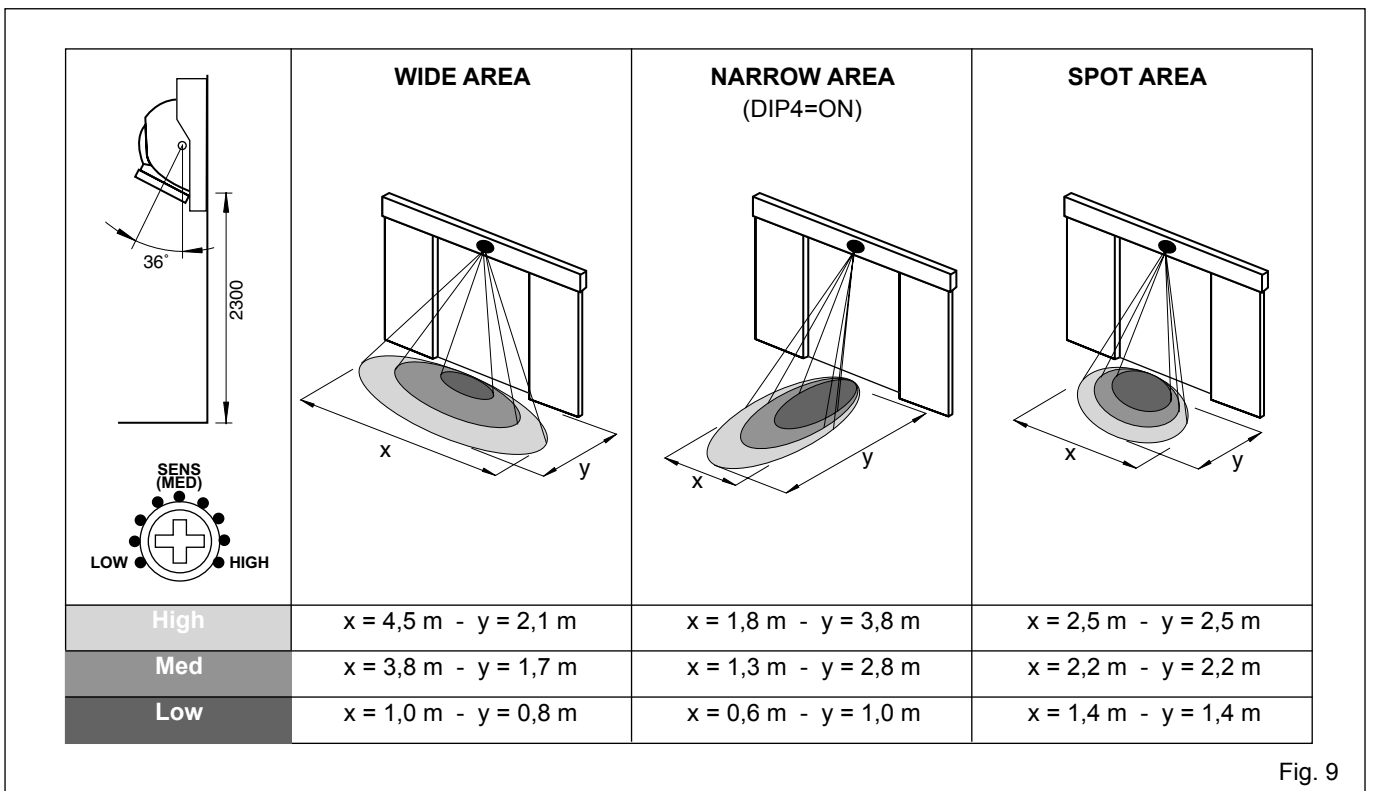 WIDE AREA
NARROW AREA
(DIP4=ON)
SPOT AREA
36°
2300
x
y
x
y
x
y
SENS
(MED)
LOW
HIGH
High
x = 4,5 m - y = 2,1 m
x = 1,8 m - y = 3,8 m
x = 2,5 m - y = 2,5 m
Med
x = 3,8 m - y = 1,7 m
x = 1,3 m - y = 2,8 m
x = 2,2 m - y = 2,2 m
Low
x = 1,0 m - y = 0,8 m
x = 0,6 m - y = 1,0 m
x = 1,4 m - y = 1,4 m
Fig. 9